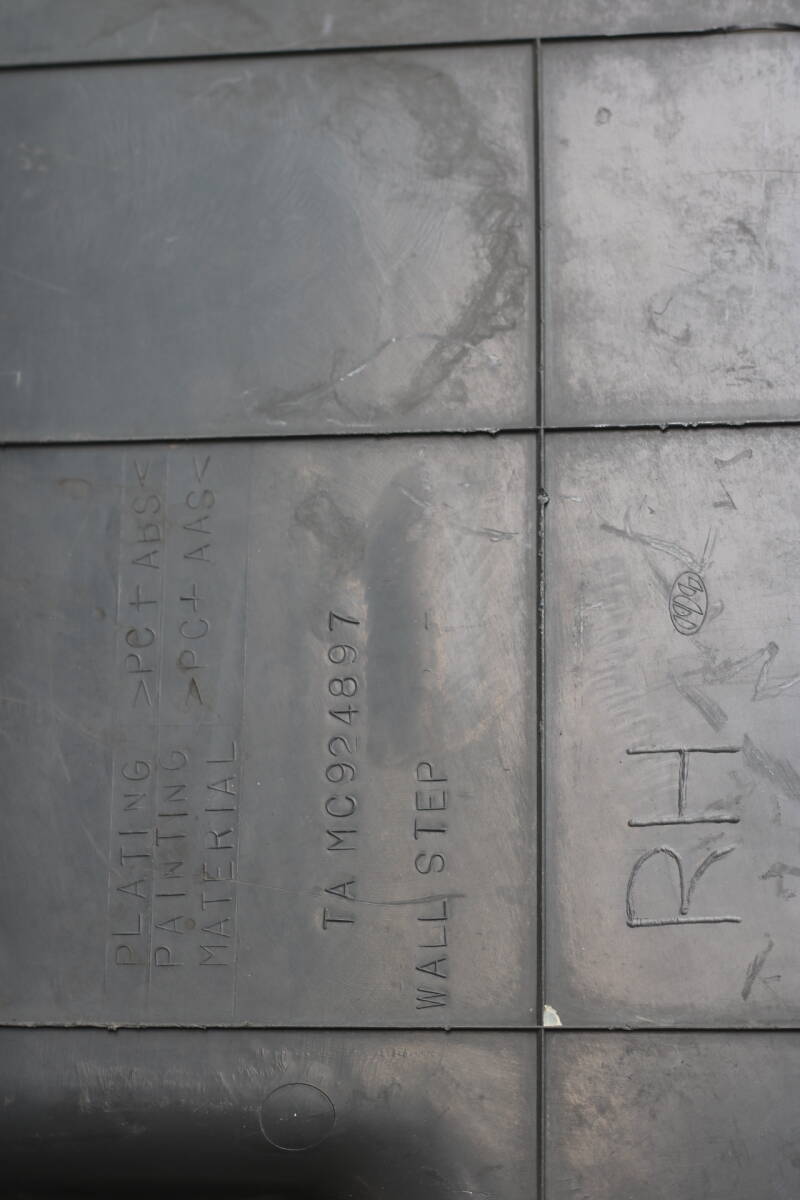 PLATING >PC+ABS<
PAINTING >PC+AAS<
MATERIAL
TA MC924897
WALL STEP
RH